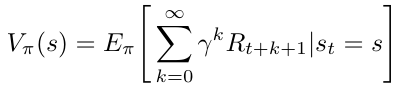 V_π(s) = E_π[∑_{k=0}^{∞} γ^k R_{t+k+1}|s_t = s]